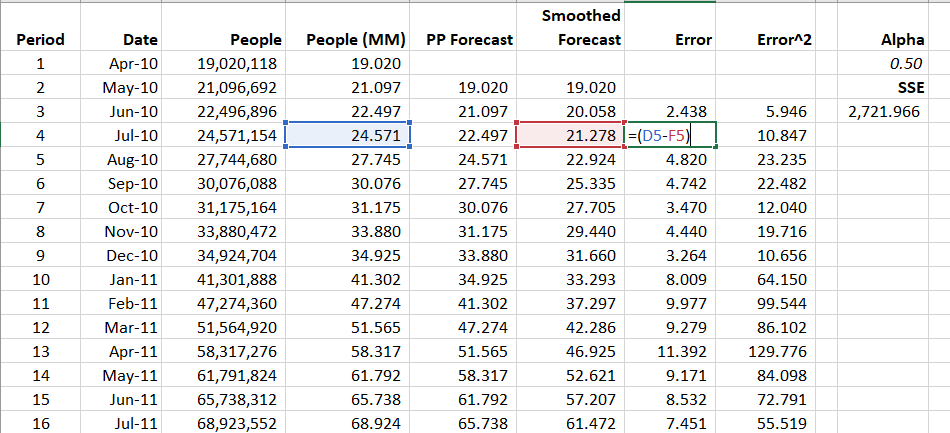 Smoothed
Period Date People People (MM) PP Forecast Forecast Error Error^2 Alpha
1 Apr-10 19,020,118 19.020 0.50
2 May-10 21,096,692 21.097 19.020 19.020 SSE
3 Jun-10 22,496,896 22.497 21.097 20.058 2.438 5.946 2,721.966
4 Jul-10 24,571,154 24.571 22.497 21.278 =(D5-F5) 10.847
5 Aug-10 27,744,680 27.745 24.571 22.924 4.820 23.235
6 Sep-10 30,076,088 30.076 27.745 25.335 4.742 22.482
7 Oct-10 31,175,164 31.175 30.076 27.705 3.470 12.040
8 Nov-10 33,880,472 33.880 31.175 29.440 4.440 19.716
9 Dec-10 34,924,704 34.925 33.880 31.660 3.264 10.656
10 Jan-11 41,301,888 41.302 34.925 33.293 8.009 64.150
11 Feb-11 47,274,360 47.274 41.302 37.297 9.977 99.544
12 Mar-11 51,564,920 51.565 47.274 42.286 9.279 86.102
13 Apr-11 58,317,276 58.317 51.565 46.925 11.392 129.776
14 May-11 61,791,824 61.792 58.317 52.621 9.171 84.098
15 Jun-11 65,738,312 65.738 61.792 57.207 8.532 72.791
16 Jul-11 68,923,552 68.924 65.738 61.472 7.451 55.519